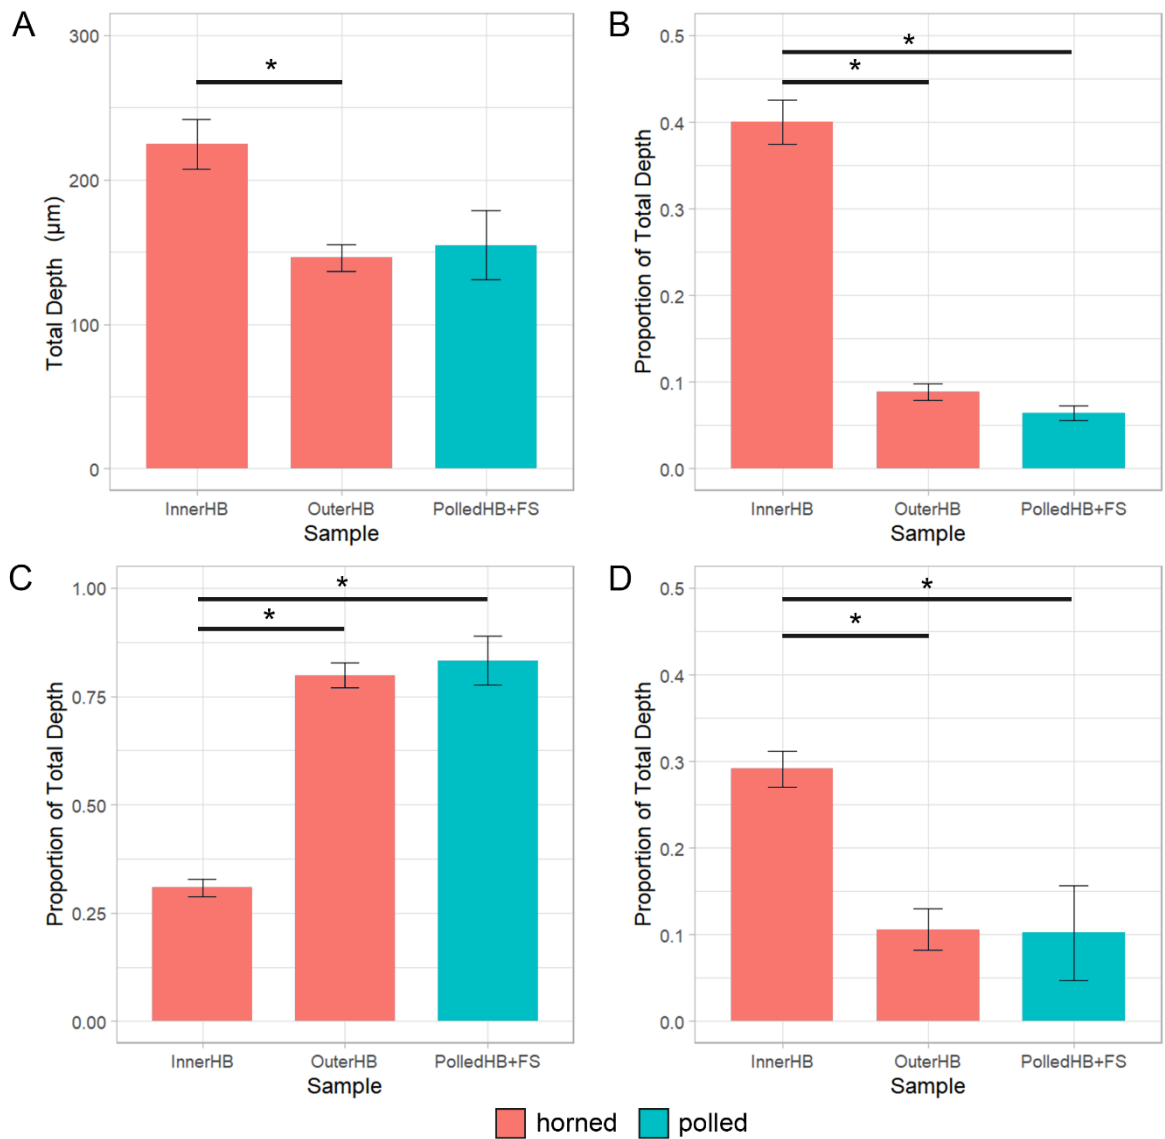 A
Total Depth (μm)
300
200
100
0
*
InnerHB OuterHB PolledHB+FS
Sample
B
Proportion of Total Depth
0.5
0.4
0.3
0.2
0.1
0.0
*
*
InnerHB OuterHB PolledHB+FS
Sample
C
Proportion of Total Depth
1.00
0.75
0.50
0.25
0.00
*
*
InnerHB OuterHB PolledHB+FS
Sample
D
Proportion of Total Depth
0.5
0.4
0.3
0.2
0.1
0.0
*
*
InnerHB OuterHB PolledHB+FS
Sample
horned polled